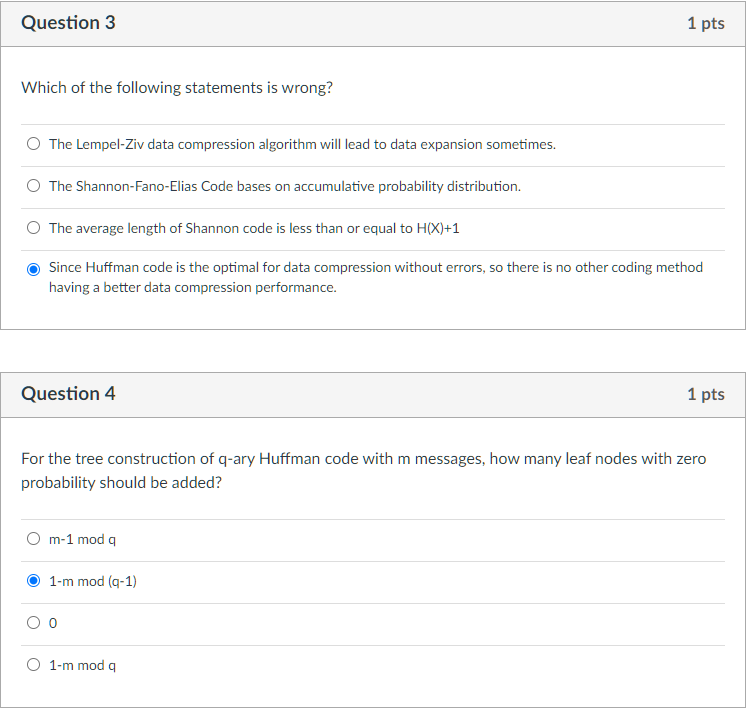 Question 3
1 pts
Which of the following statements is wrong?
The Lempel-Ziv data compression algorithm will lead to data expansion sometimes.
The Shannon-Fano-Elias Code bases on accumulative probability distribution.
The average length of Shannon code is less than or equal to H(X)+1
Since Huffman code is the optimal for data compression without errors, so there is no other coding method
having a better data compression performance.
Question 4
1 pts
For the tree construction of q-ary Huffman code with m messages, how many leaf nodes with zero
probability should be added?
m-1 mod q
1-m mod (q-1)
0
1-m mod q